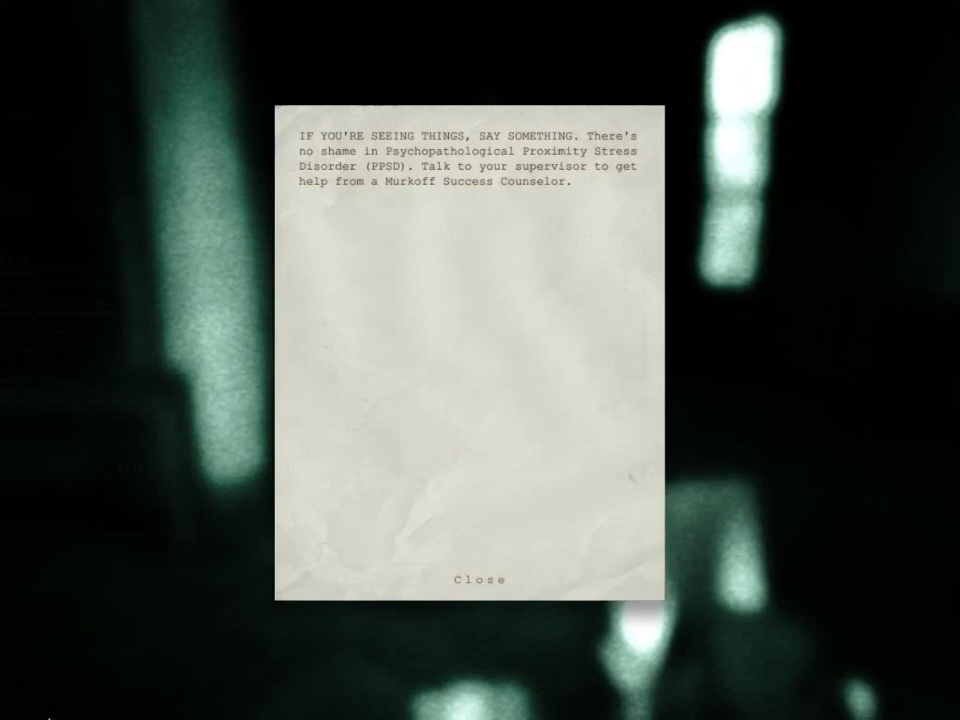 IF YOU'RE SEEING THINGS, SAY SOMETHING. There's
no shame in Psychopathological Proximity Stress
Disorder (PPSD). Talk to your supervisor to get
help from a Murkoff Success Counselor.
Close